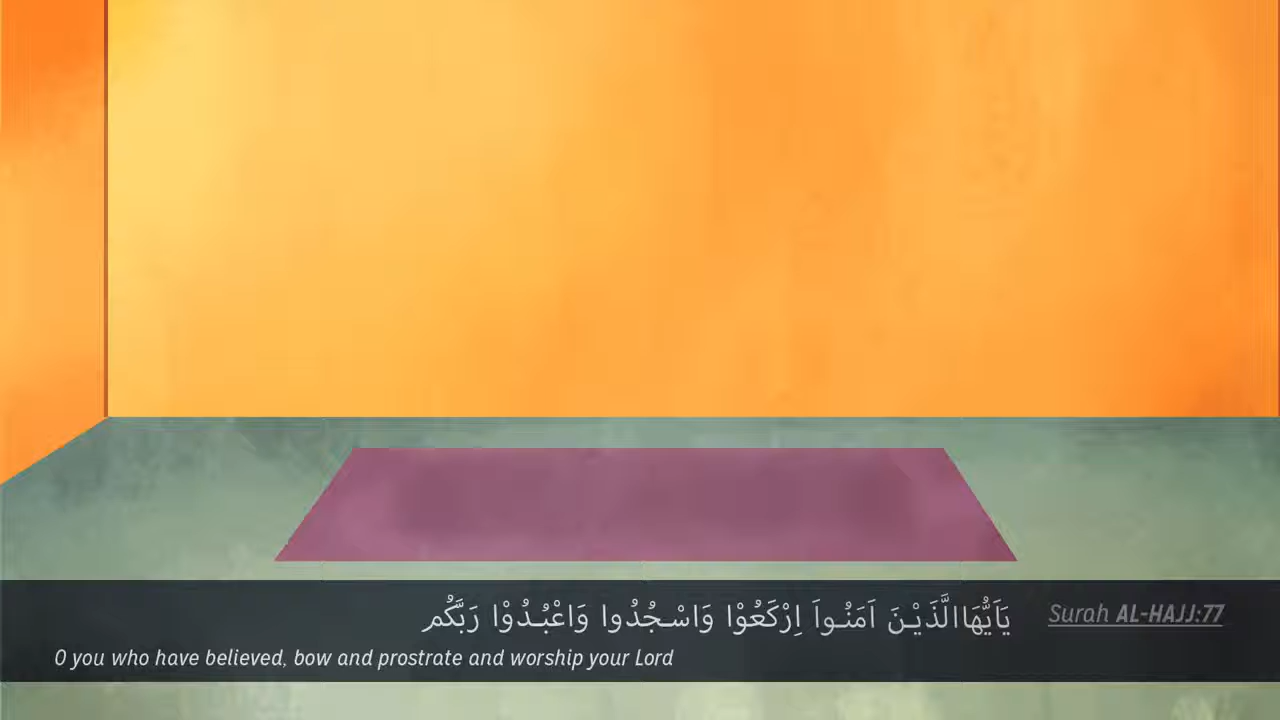 يَاَيُّهَاالَّذَيْنَ اَمَنُواَ اِرْكَعُوْا وَاسْجُدُوا وَاعْبُدُوْا رَبَّكُم
Surah AL-HAJJ:77
O you who have believed, bow and prostrate and worship your Lord